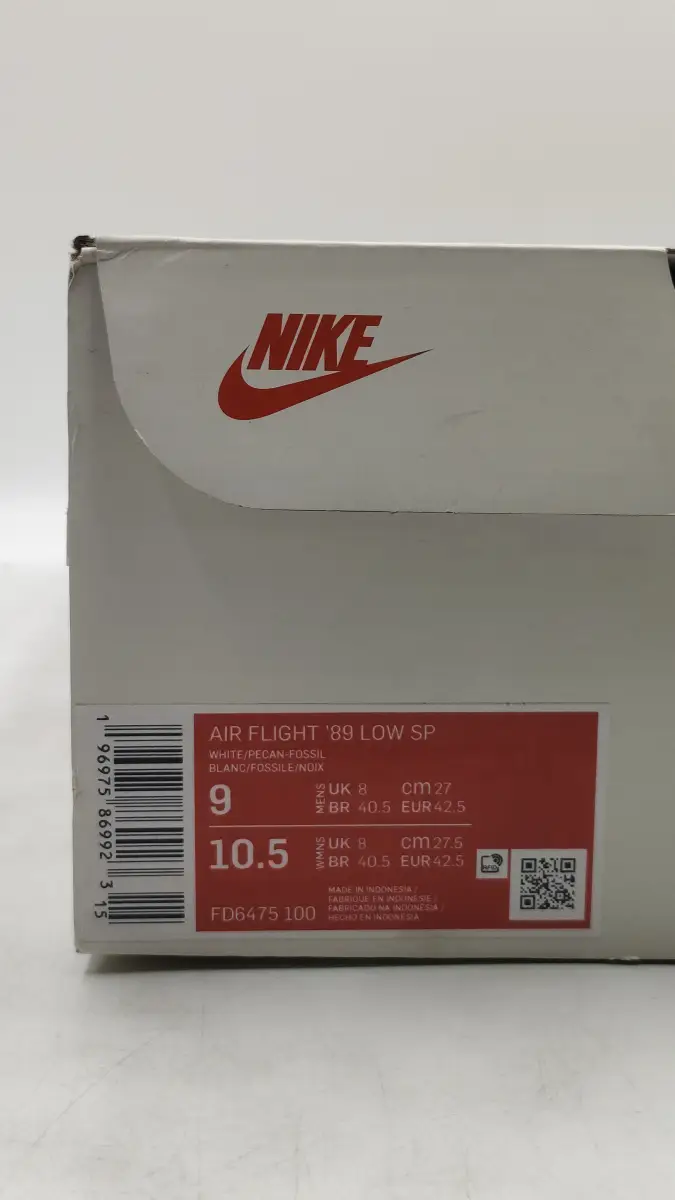 NIKE
AIR FLIGHT '89 LOW SP
WHITE/PECAN-FOSSIL
BLANC/FOSSILE/NOIX
9 MENS UK 8 cm 27
BR 40.5 EUR 42.5
10.5 WMNS UK 8 cm 27.5
BR 40.5 EUR 42.5
FD6475 100
MADE IN INDONESIA /
FABRIQUE EN INDONESIE /
FABRICADO NA INDONESIA /
HECHO EN INDONESIA
1 96975 86992 3 15